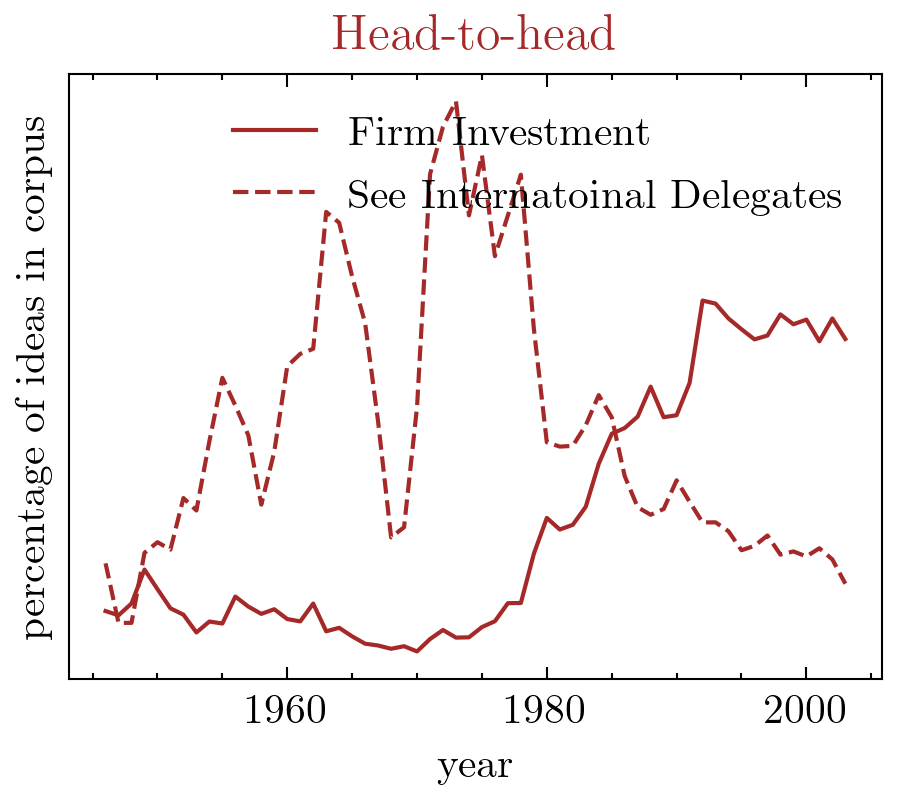 Head-to-head
Firm Investment
See Internatoinal Delegates
percentage of ideas in corpus
1960
1980
2000
year